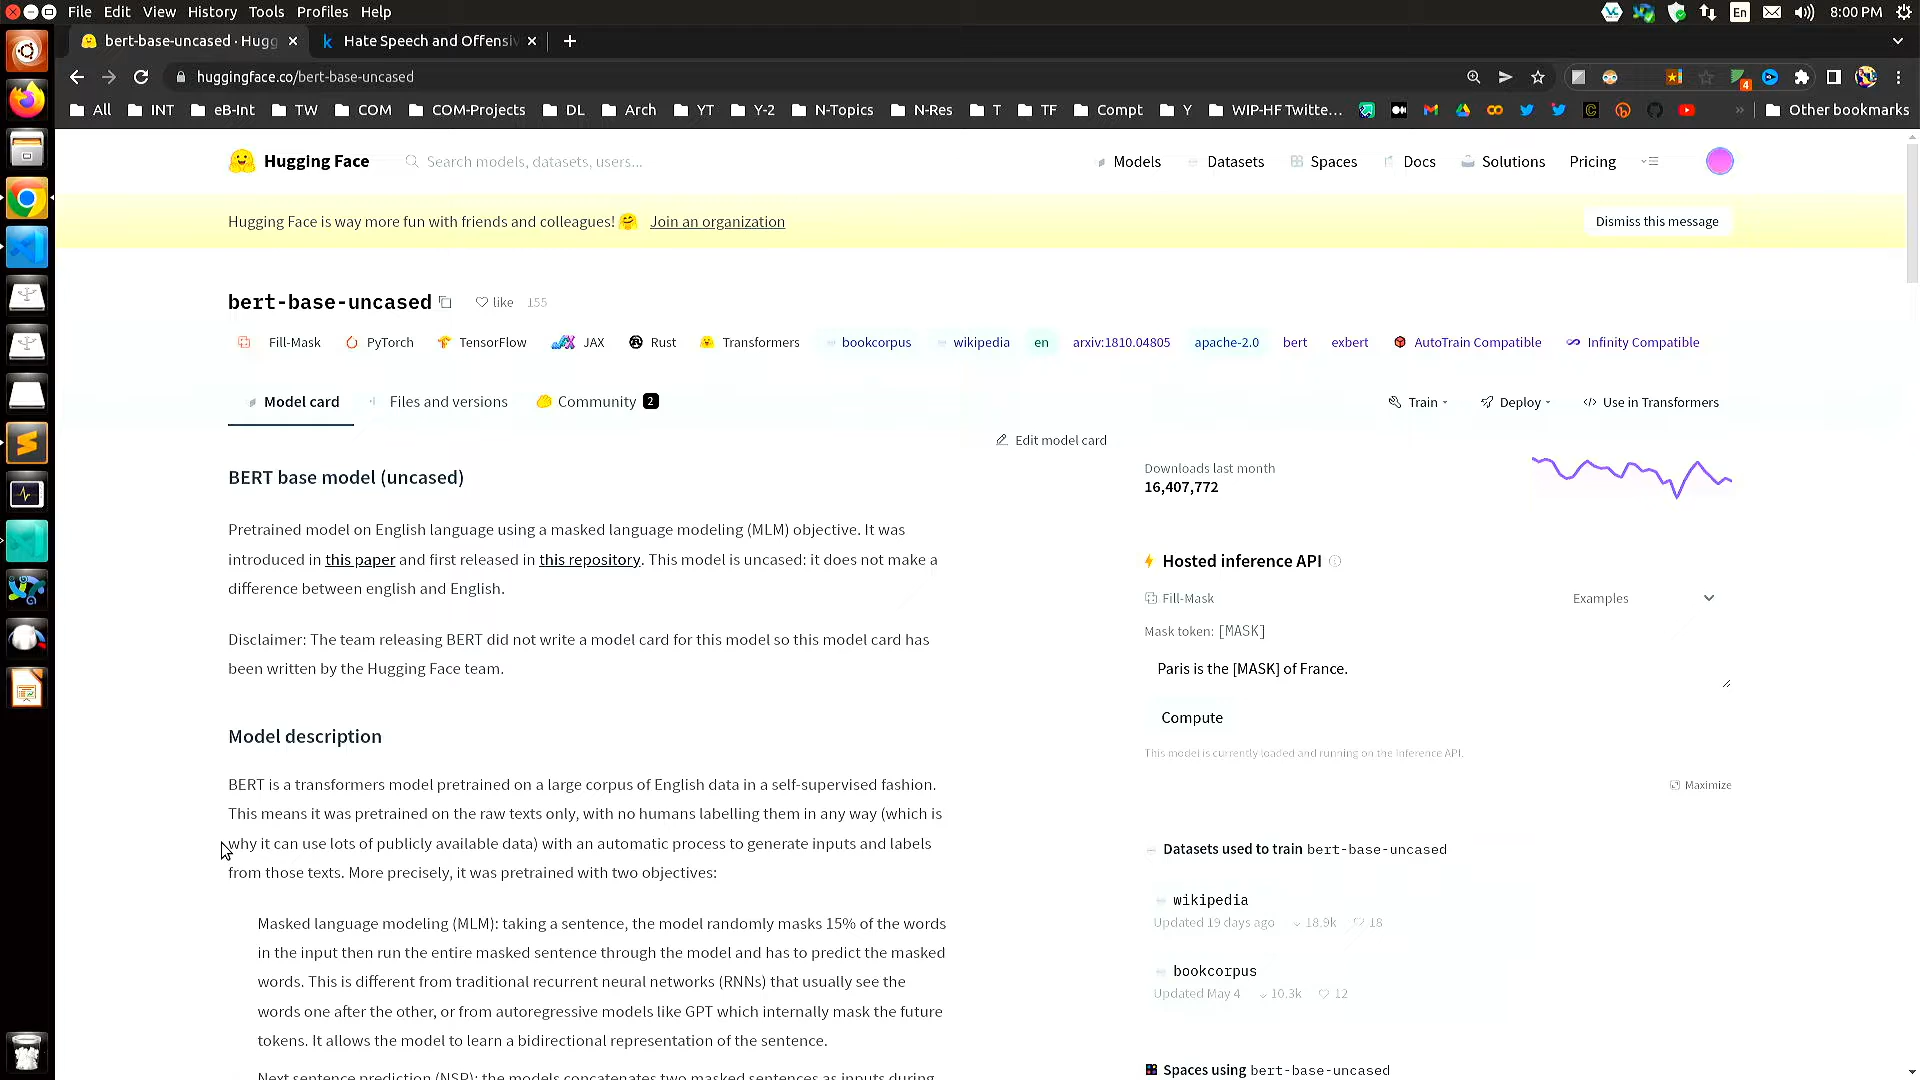 File Edit View History Tools Profiles Help
En 8:00 PM
bert-base-uncased · Hugg
Hate Speech and Offensiv
huggingface.co/bert-base-uncased
4
All INT eB-Int TW COM COM-Projects DL Arch YT Y-2 N-Topics N-Res T TF Compt Y WIP-HF Twitte... Other bookmarks
Hugging Face Search models, datasets, users... Models Datasets Spaces Docs Solutions Pricing
Hugging Face is way more fun with friends and colleagues! Join an organization Dismiss this message
bert-base-uncased like 155
Fill-Mask PyTorch TensorFlow JAX Rust Transformers bookcorpus wikipedia en arxiv:1810.04805 apache-2.0 bert exbert AutoTrain Compatible Infinity Compatible
Model card Files and versions Community 2 Train Deploy </> Use in Transformers
Edit model card
BERT base model (uncased)
Pretrained model on English language using a masked language modeling (MLM) objective. It was
introduced in this paper and first released in this repository. This model is uncased: it does not make a
difference between english and English.
Disclaimer: The team releasing BERT did not write a model card for this model so this model card has
been written by the Hugging Face team.
Model description
BERT is a transformers model pretrained on a large corpus of English data in a self-supervised fashion.
This means it was pretrained on the raw texts only, with no humans labelling them in any way (which is
why it can use lots of publicly available data) with an automatic process to generate inputs and labels
from those texts. More precisely, it was pretrained with two objectives:
Masked language modeling (MLM): taking a sentence, the model randomly masks 15% of the words
in the input then run the entire masked sentence through the model and has to predict the masked
words. This is different from traditional recurrent neural networks (RNNs) that usually see the
words one after the other, or from autoregressive models like GPT which internally mask the future
tokens. It allows the model to learn a bidirectional representation of the sentence.
Next sentence prediction (NSP): the models concatenates two masked sentences as inputs during
Downloads last month
16,407,772
Hosted inference API
Fill-Mask Examples
Mask token: [MASK]
Paris is the [MASK] of France.
Compute
This model is currently loaded and running on the Inference API.
Maximize
Datasets used to train bert-base-uncased
wikipedia
Updated 19 days ago 18.9k 18
bookcorpus
Updated May 4 10.3k 12
Spaces using bert-base-uncased